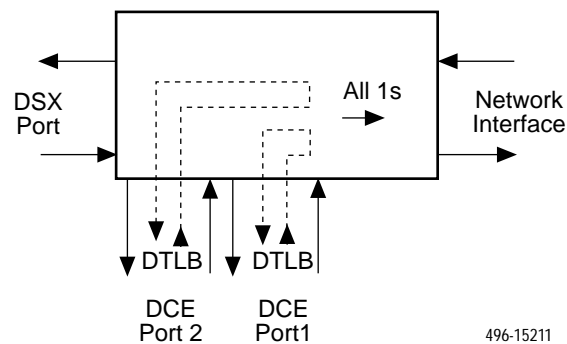 DSX
Port
All 1s
Network
Interface
DTLB
DTLB
DCE
Port 2
DCE
Port1
496-15211